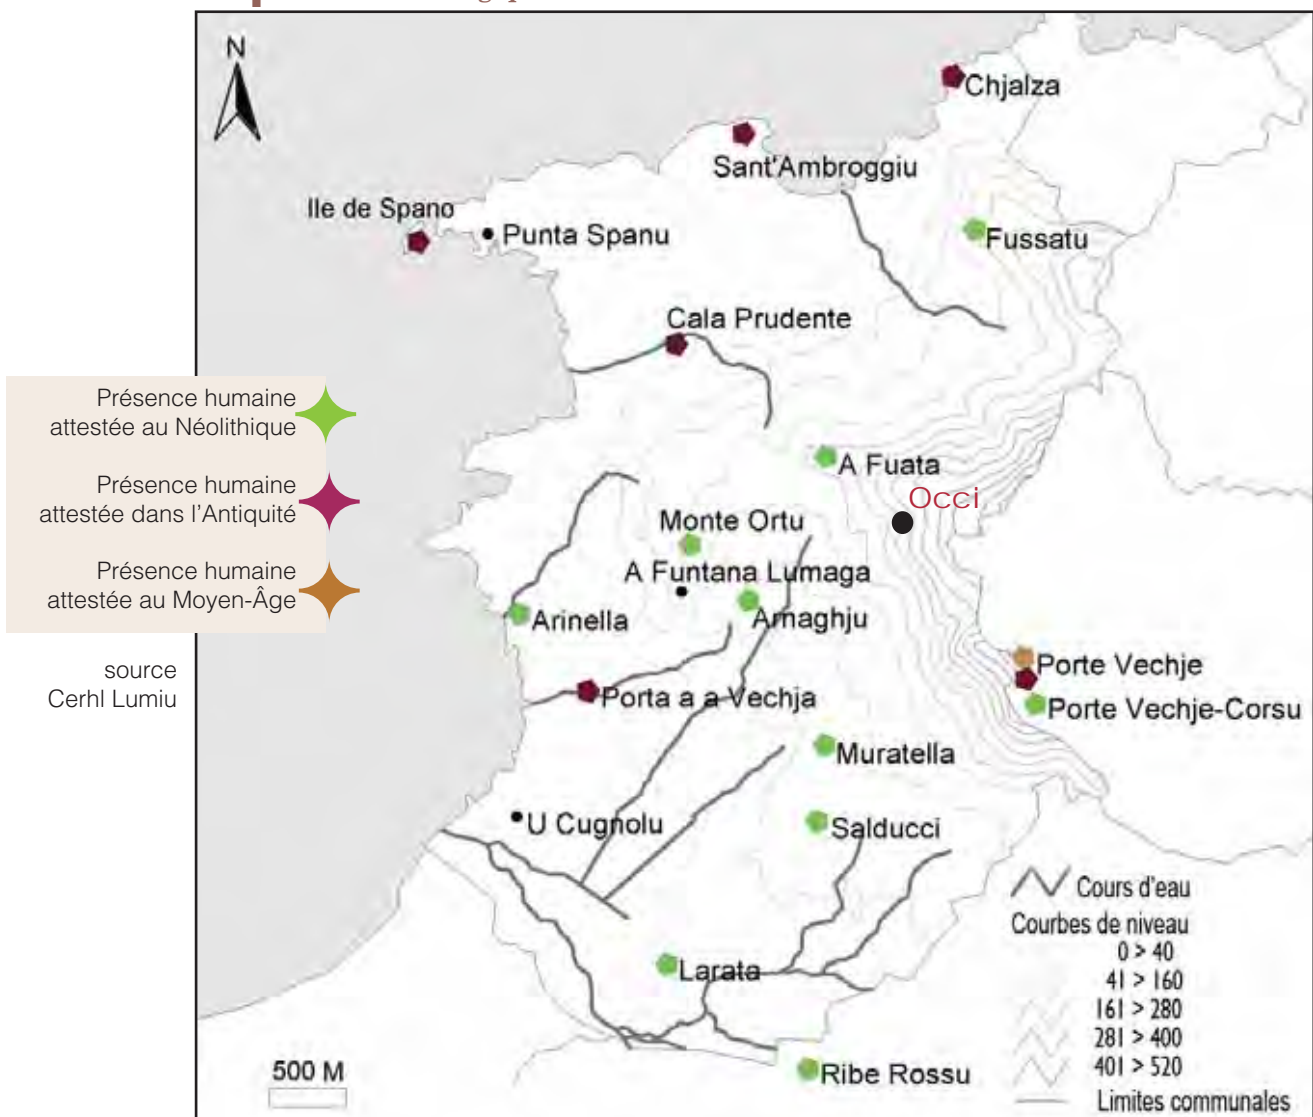 N
Chjalza
Sant'Ambroggiu
Ile de Spano
Punta Spanu
Fussatu
Cala Prudente
Présence humaine
attestée au Néolithique
Présence humaine
attestée dans l'Antiquité
Présence humaine
attestée au Moyen-Âge
source
Cerhl Lumiu
A Fuata
Occi
Monte Ortu
A Funtana Lumaga
Arinella
Arnaghju
Porte Vechje
Porta a a Vechja
Porte Vechje-Corsu
Muratella
U Cugnolu
Salducci
Larata
Ribe Rossu
500 M
Cours d'eau
Courbes de niveau
0 > 40
41 > 160
161 > 280
281 > 400
401 > 520
Limites communales